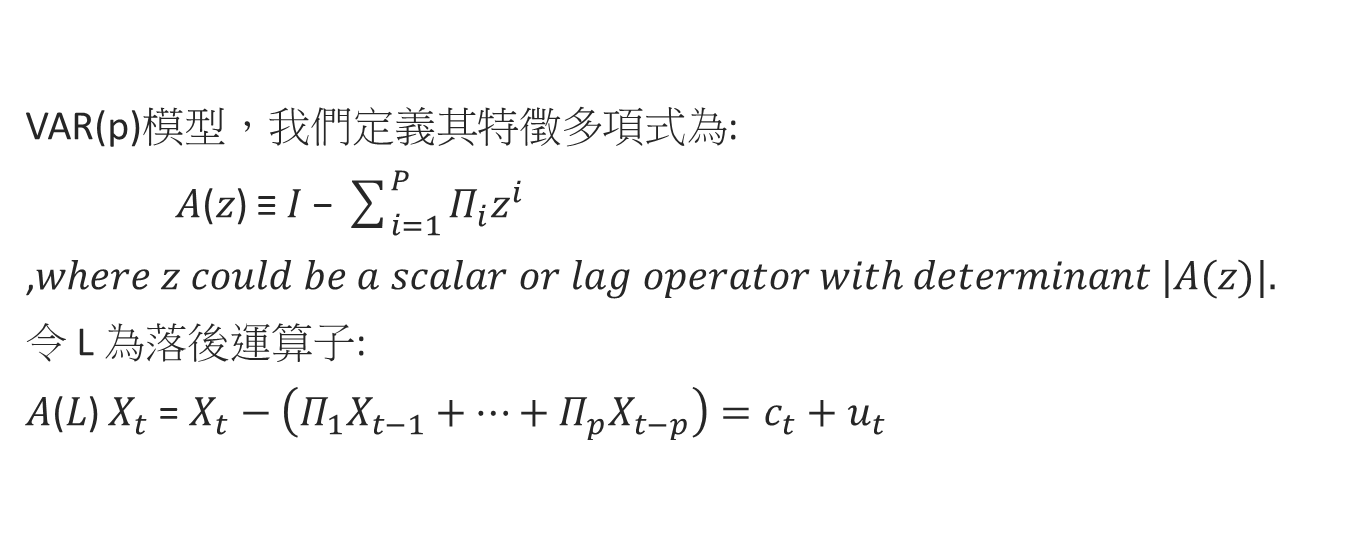 VAR(p)模型，我們定義其特徵多項式為:
A(z) ≡ I − ∑_{i=1}^{P} Π_i z^i
,where z could be a scalar or lag operator with determinant |A(z)|.
令 L 為落後運算子:
A(L) X_t = X_t − (Π_1 X_{t−1} + ⋯ + Π_p X_{t−p}) = c_t + u_t